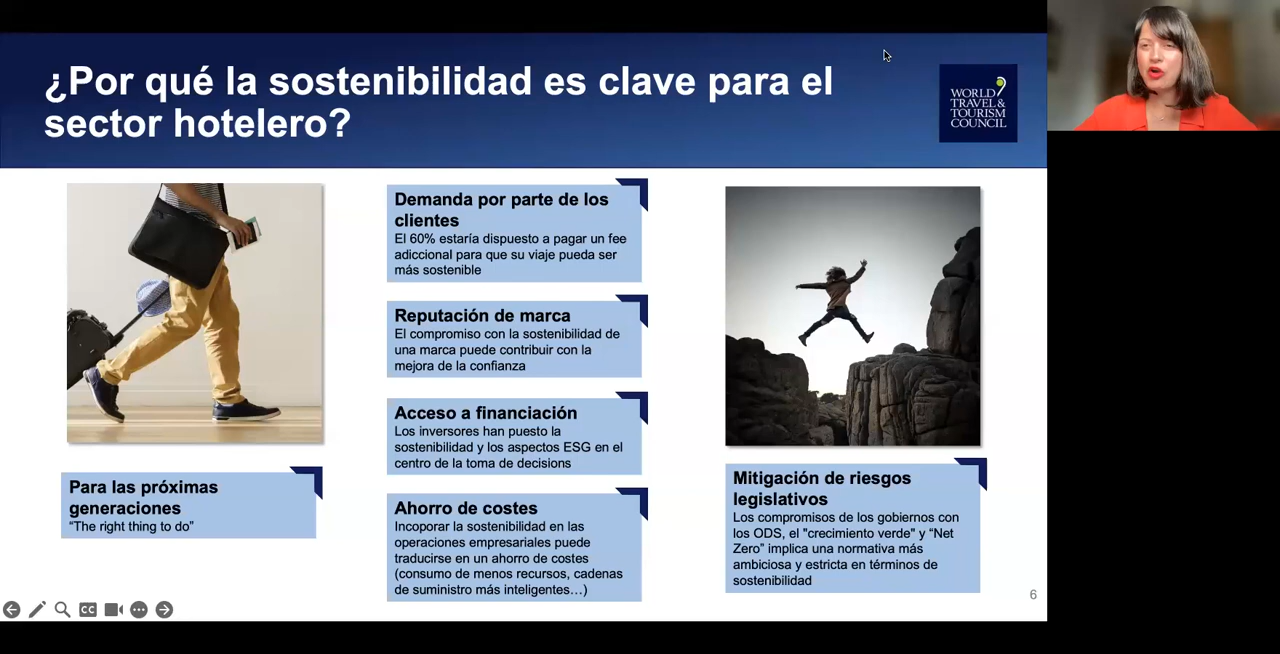 ¿Por qué la sostenibilidad es clave para el
sector hotelero?
WORLD
TRAVEL &
TOURISM
COUNCIL
Para las próximas
generaciones
“The right thing to do”
Demanda por parte de los
clientes
El 60% estaría dispuesto a pagar un fee
adiccional para que su viaje pueda ser
más sostenible
Reputación de marca
El compromiso con la sostenibilidad de
una marca puede contribuir con la
mejora de la confianza
Acceso a financiación
Los inversores han puesto la
sostenibilidad y los aspectos ESG en el
centro de la toma de decisions
Ahorro de costes
Incoporar la sostenibilidad en las
operaciones empresariales puede
traducirse en un ahorro de costes
(consumo de menos recursos, cadenas
de suministro más inteligentes…)
Mitigación de riesgos
legislativos
Los compromisos de los gobiernos con
los ODS, el "crecimiento verde" y “Net
Zero” implica una normativa más
ambiciosa y estricta en términos de
sostenibilidad
6
CC